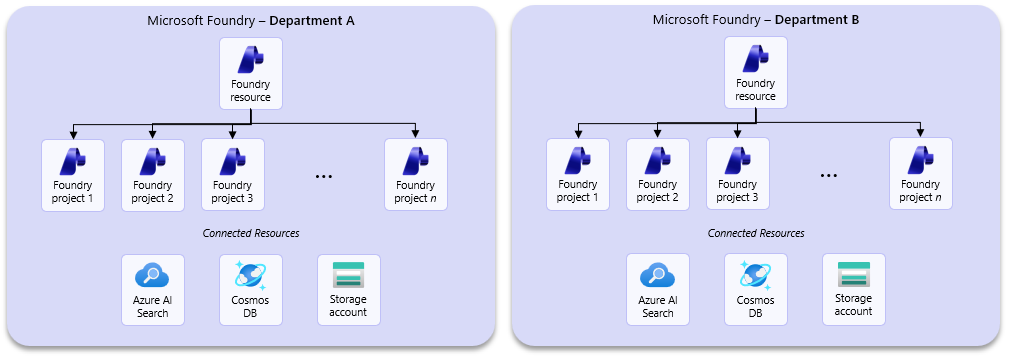 Microsoft Foundry – Department A
Foundry
resource
Foundry
project 1
Foundry
project 2
Foundry
project 3
...
Foundry
project n
Connected Resources
Azure AI
Search
Cosmos
DB
Storage
account
Microsoft Foundry – Department B
Foundry
resource
Foundry
project 1
Foundry
project 2
Foundry
project 3
...
Foundry
project n
Connected Resources
Azure AI
Search
Cosmos
DB
Storage
account